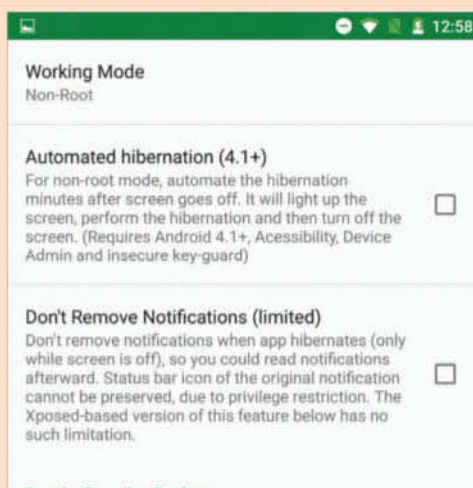 12:58
Working Mode
Non-Root
Automated hibernation (4.1+)
For non-root mode, automate the hibernation
minutes after screen goes off. It will light up the
screen, perform the hibernation and then turn off the
screen. (Requires Android 4.1+, Acessibility, Device
Admin and insecure key-guard)
Don't Remove Notifications (limited)
Don't remove notifications when app hibernates (only
while screen is off), so you could read notifications
afterward. Status bar icon of the original notification
cannot be preserved, due to privilege restriction. The
Xposed-based version of this feature below has no
such limitation.